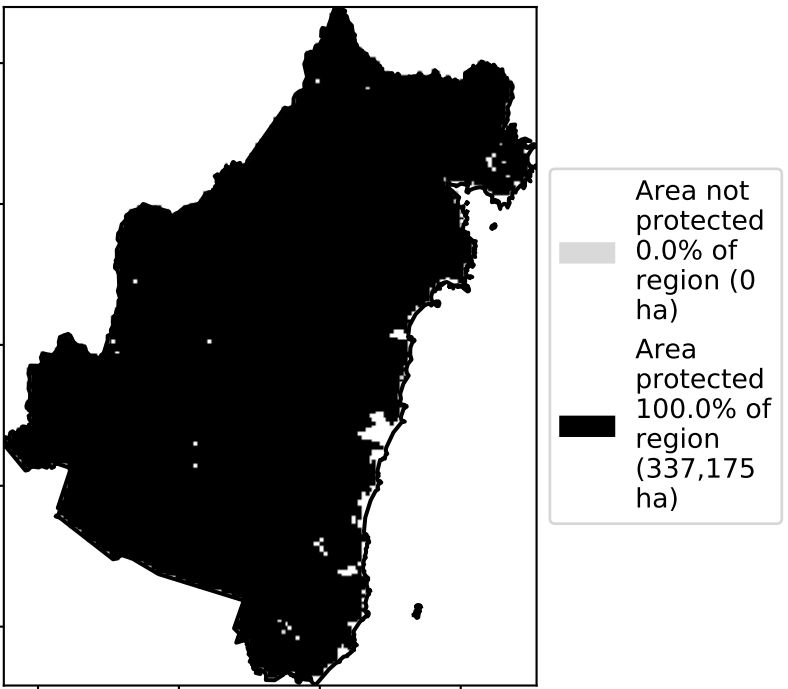 Area not
protected
0.0% of
region (0
ha)
Area
protected
100.0% of
region
(337,175
ha)